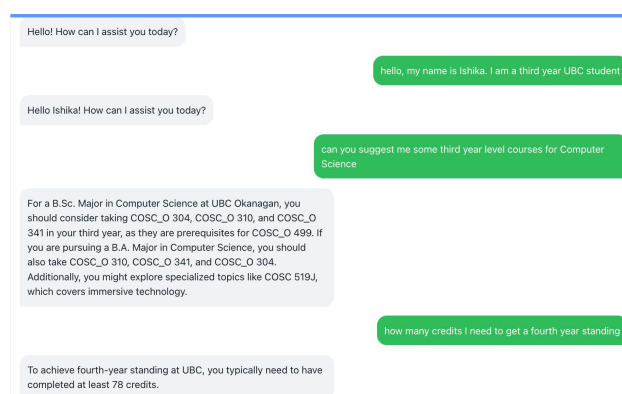 Hello! How can I assist you today?
hello, my name is Ishika. I am a third year UBC student
Hello Ishika! How can I assist you today?
can you suggest me some third year level courses for Computer
Science
For a B.Sc. Major in Computer Science at UBC Okanagan, you
should consider taking COSC_O 304, COSC_O 310, and COSC_O
341 in your third year, as they are prerequisites for COSC_O 499. If
you are pursuing a B.A. Major in Computer Science, you should
also take COSC_O 310, COSC_O 341, and COSC_O 304.
Additionally, you might explore specialized topics like COSC 519J,
which covers immersive technology.
how many credits I need to get a fourth year standing
To achieve fourth-year standing at UBC, you typically need to have
completed at least 78 credits.